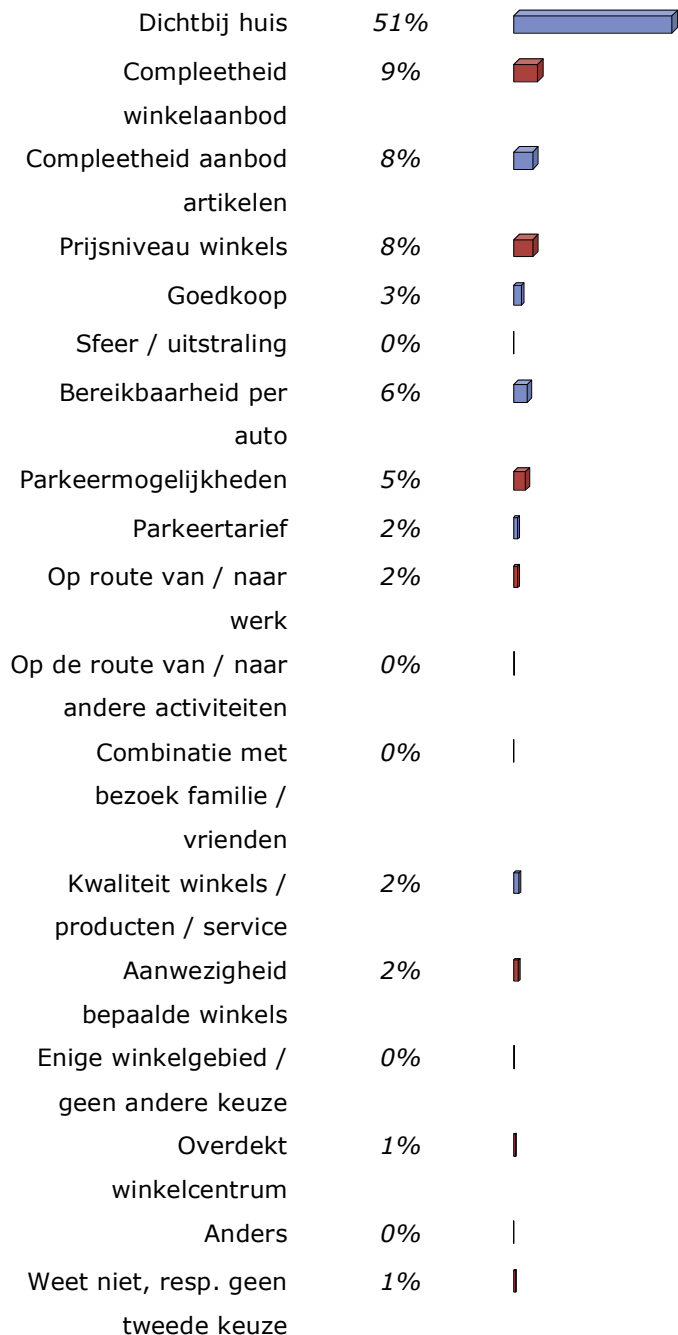 Dichtbij huis 51%
Compleetheid 9%
winkelaanbod
Compleetheid aanbod 8%
artikelen
Prijsniveau winkels 8%
Goedkoop 3%
Sfeer / uitstraling 0%
Bereikbaarheid per 6%
auto
Parkeermogelijkheden 5%
Parkeertarief 2%
Op route van / naar 2%
werk
Op de route van / naar 0%
andere activiteiten
Combinatie met 0%
bezoek familie /
vrienden
Kwaliteit winkels / 2%
producten / service
Aanwezigheid 2%
bepaalde winkels
Enige winkelgebied / 0%
geen andere keuze
Overdekt 1%
winkelcentrum
Anders 0%
Weet niet, resp. geen 1%
tweede keuze